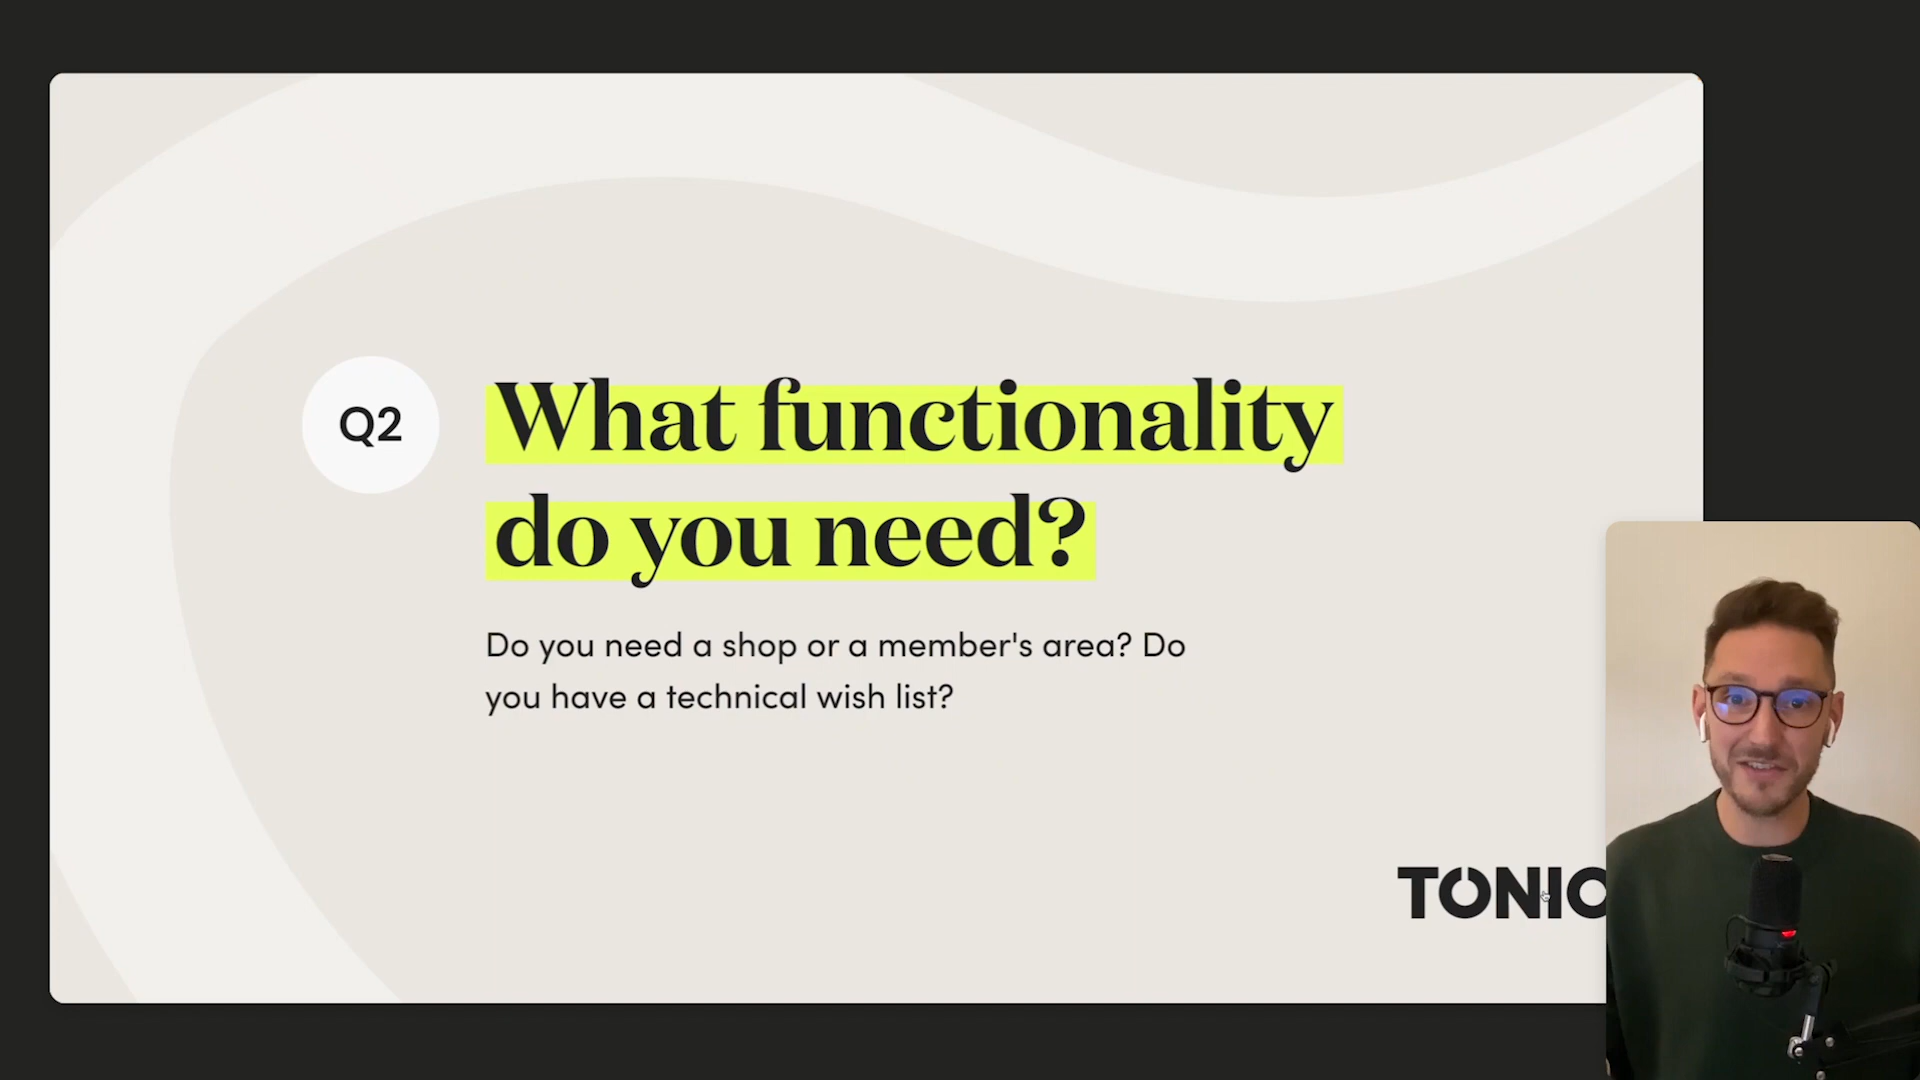 Q2
What functionality
do you need?
Do you need a shop or a member's area? Do
you have a technical wish list?
TONIC